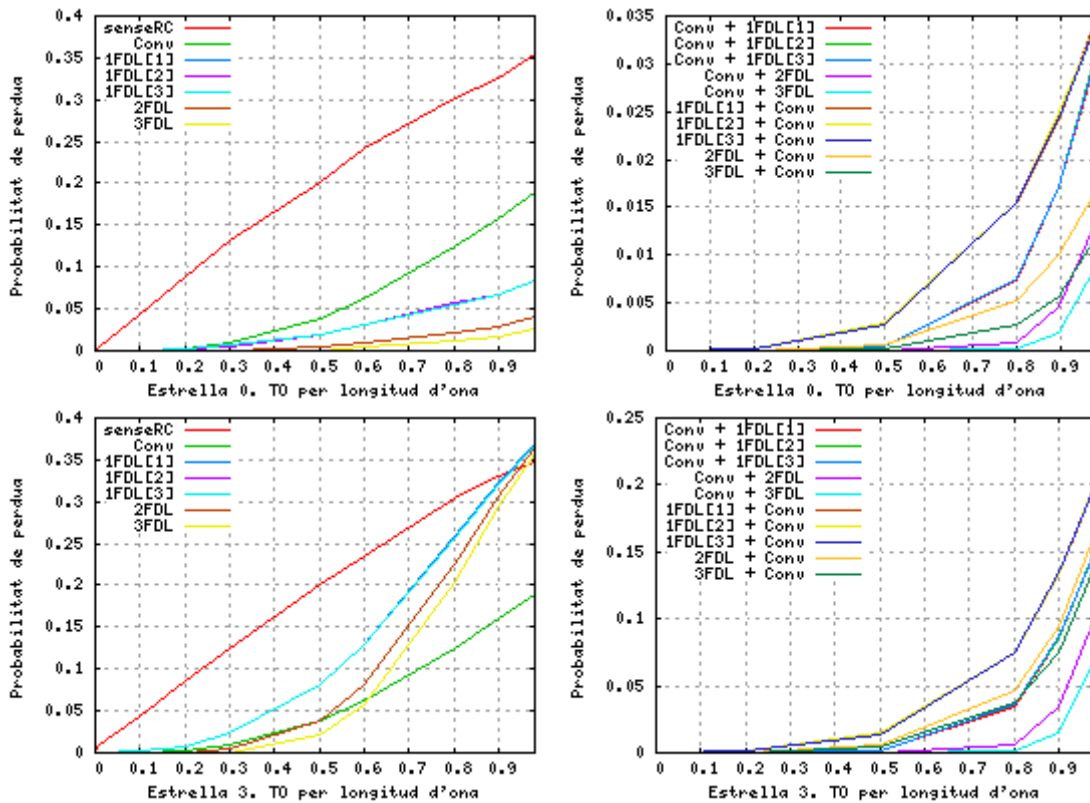 Probabilitat de perdua
0.4
0.35
0.3
0.25
0.2
0.15
0.1
0.05
0
senseRC
Conv
1FDL[1]
1FDL[2]
1FDL[3]
2FDL
3FDL
0 0.1 0.2 0.3 0.4 0.5 0.6 0.7 0.8 0.9
Estrella 0. TO per longitud d'ona
Probabilitat de perdua
0.035
0.03
0.025
0.02
0.015
0.01
0.005
0
Conv + 1FDL[1]
Conv + 1FDL[2]
Conv + 1FDL[3]
Conv + 2FDL
Conv + 3FDL
1FDL[1] + Conv
1FDL[2] + Conv
1FDL[3] + Conv
2FDL + Conv
3FDL + Conv
0 0.1 0.2 0.3 0.4 0.5 0.6 0.7 0.8 0.9
Estrella 0. TO per longitud d'ona
Probabilitat de perdua
0.4
0.35
0.3
0.25
0.2
0.15
0.1
0.05
0
senseRC
Conv
1FDL[1]
1FDL[2]
1FDL[3]
2FDL
3FDL
0 0.1 0.2 0.3 0.4 0.5 0.6 0.7 0.8 0.9
Estrella 3. TO per longitud d'ona
Probabilitat de perdua
0.25
0.2
0.15
0.1
0.05
0
Conv + 1FDL[1]
Conv + 1FDL[2]
Conv + 1FDL[3]
Conv + 2FDL
Conv + 3FDL
1FDL[1] + Conv
1FDL[2] + Conv
1FDL[3] + Conv
2FDL + Conv
3FDL + Conv
0 0.1 0.2 0.3 0.4 0.5 0.6 0.7 0.8 0.9
Estrella 3. TO per longitud d'ona